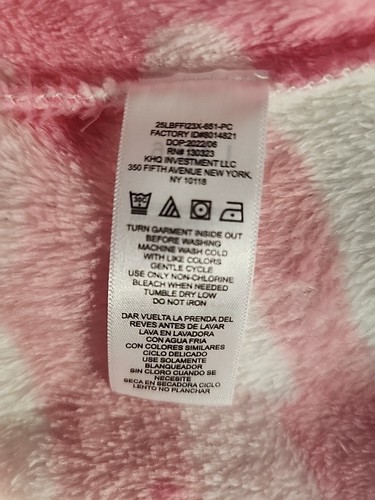 25LBFFI23X-651-PC
FACTORY ID#8014821
DOP:2022/06
RN# 130323
KHQ INVESTMENT LLC
350 FIFTH AVENUE NEW YORK,
NY 10118
30C
TURN GARMENT INSIDE OUT
BEFORE WASHING
MACHINE WASH COLD
WITH LIKE COLORS
GENTLE CYCLE
USE ONLY NON-CHLORINE
BLEACH WHEN NEEDED
TUMBLE DRY LOW
DO NOT IRON
DAR VUELTA LA PRENDA DEL
REVES ANTES DE LAVAR
LAVA EN LAVADORA
CON AGUA FRIA
CON COLORES SIMILARES
CICLO DELICADO
USE SOLAMENTE
BLANQUEADOR
SIN CLORO CUANDO SE
NECESITE
SECA EN SECADORA CICLO
LENTO NO PLANCHAR